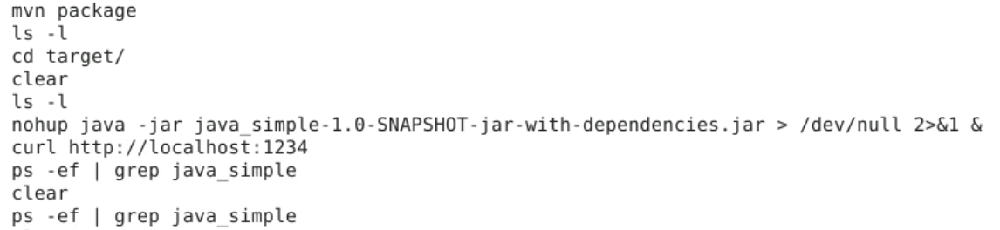 mvn package
ls -l
cd target/
clear
ls -l
nohup java -jar java_simple-1.0-SNAPSHOT-jar-with-dependencies.jar > /dev/null 2>&1 &
curl http://localhost:1234
ps -ef | grep java_simple
clear
ps -ef | grep java_simple